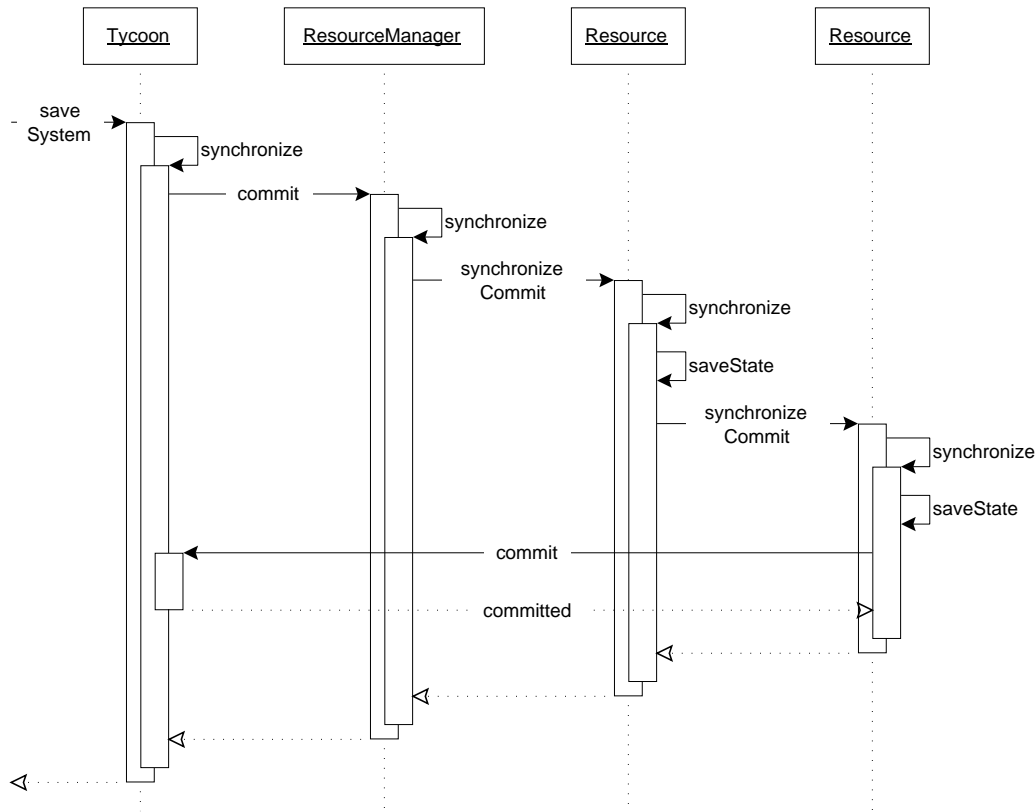 Tycoon
ResourceManager
Resource
Resource
save
System
synchronize
commit
synchronize
synchronize
Commit
synchronize
saveState
synchronize
Commit
synchronize
saveState
commit
committed